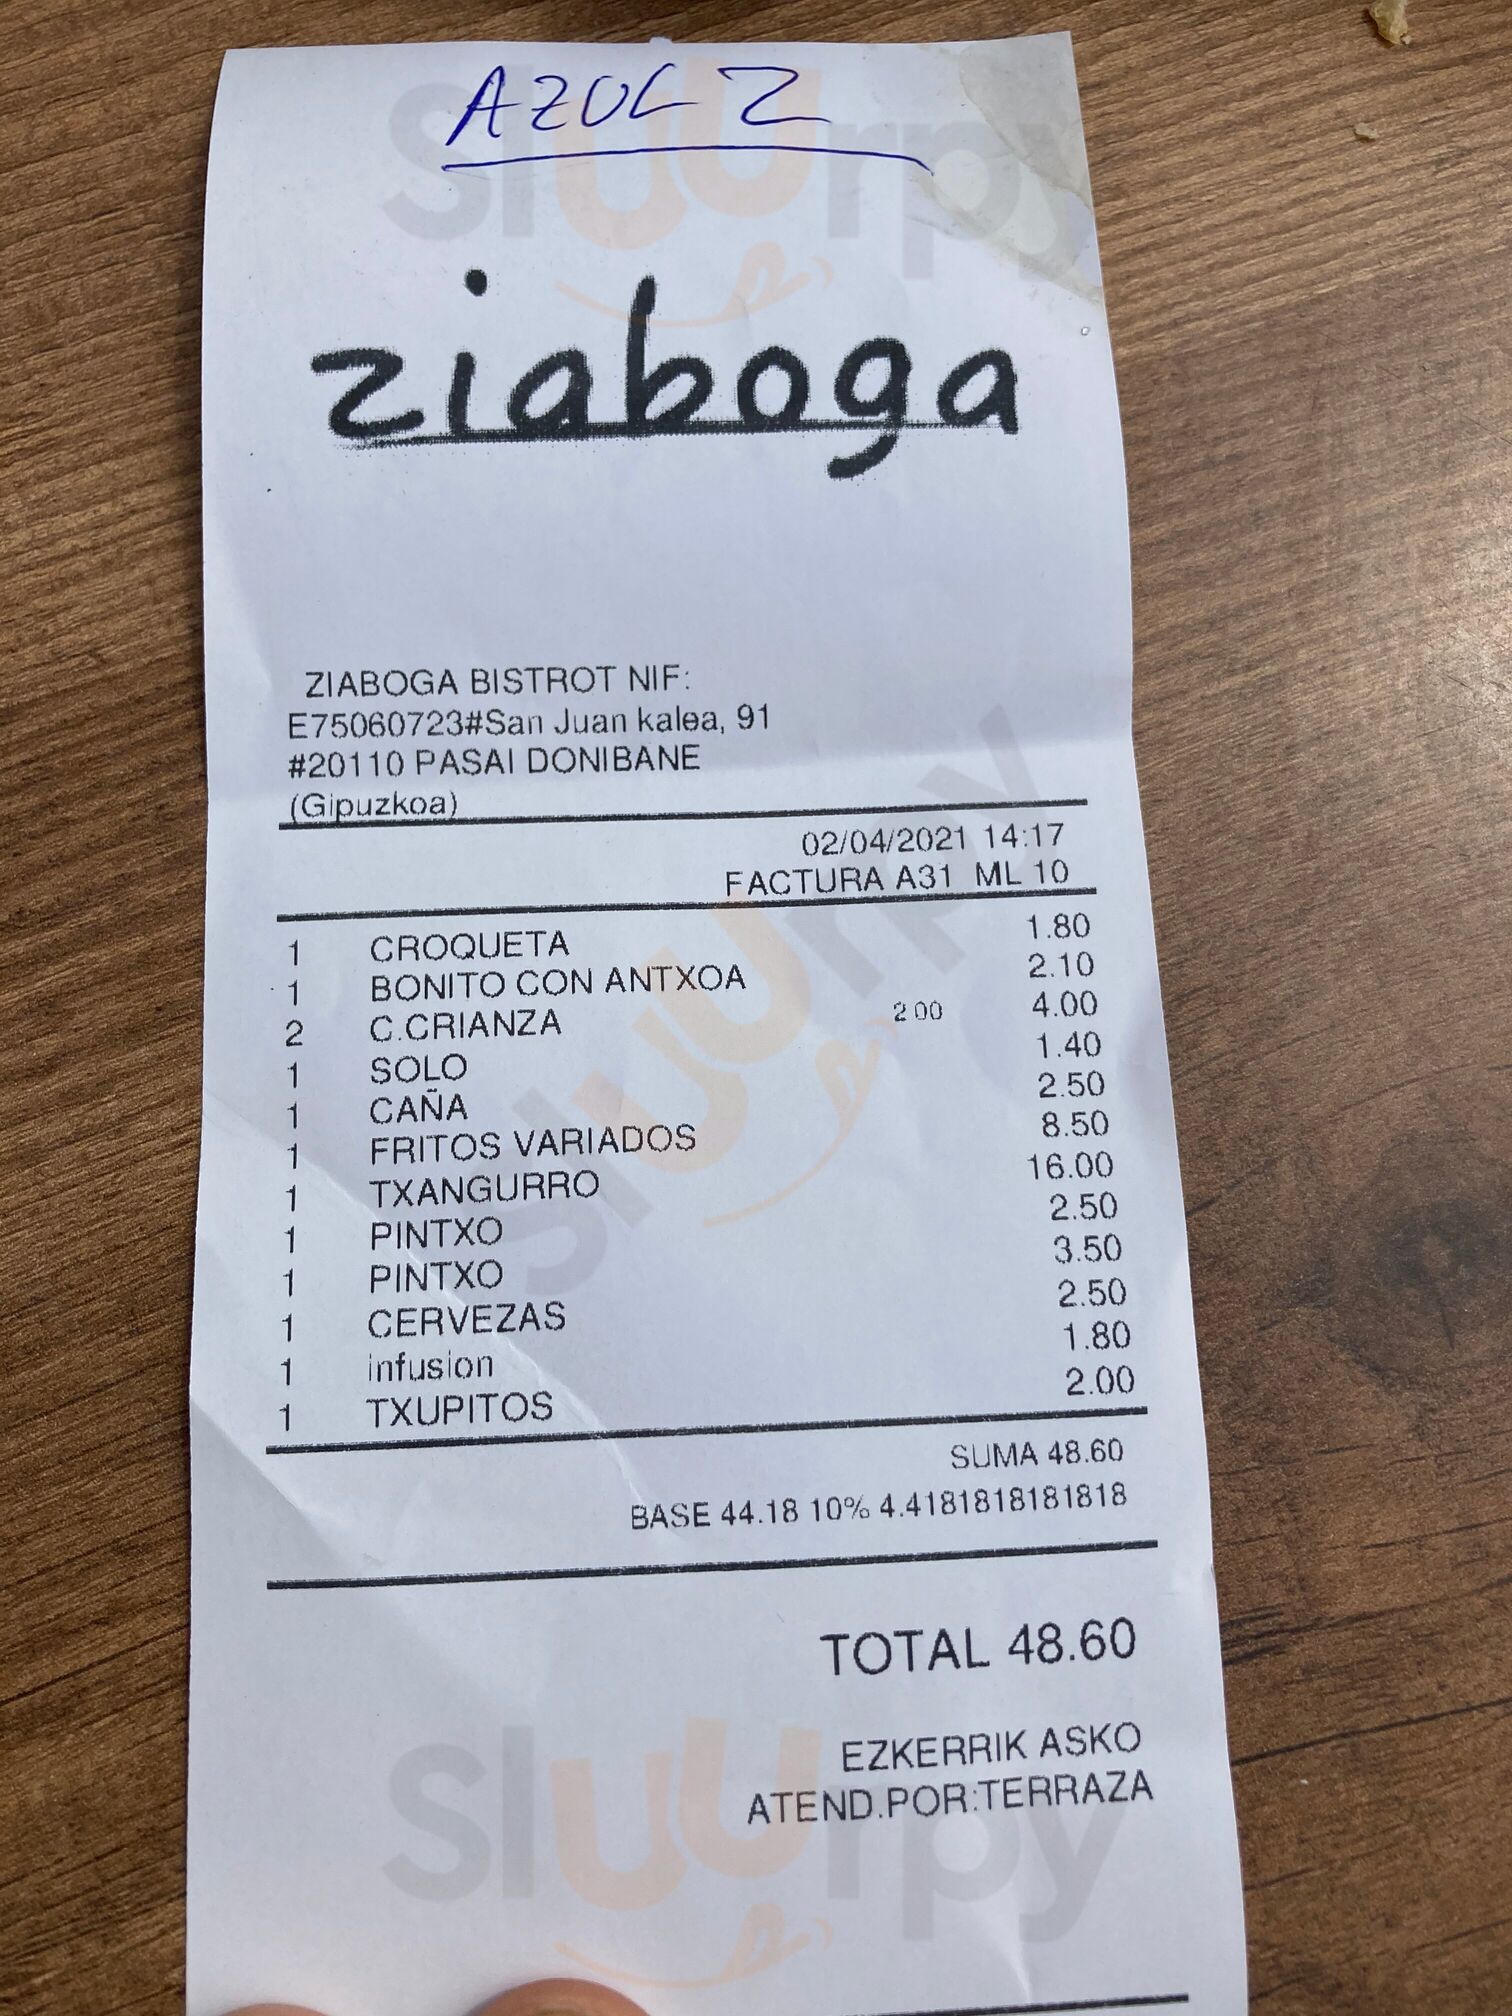 AZUL 2
ziaboga
ZIABOGA BISTROT NIF:
E75060723#San Juan kalea, 91
#20110 PASAI DONIBANE
(Gipuzkoa)
02/04/2021 14:17
FACTURA A31 ML 10
1 CROQUETA 1.80
1 BONITO CON ANTXOA 2.10
2 C.CRIANZA 2.00 4.00
1 SOLO 1.40
1 CAÑA 2.50
1 FRITOS VARIADOS 8.50
1 TXANGURRO 16.00
1 PINTXO 2.50
1 PINTXO 3.50
1 CERVEZAS 2.50
1 infusion 1.80
1 TXUPITOS 2.00
SUMA 48.60
BASE 44.18 10% 4.4181818181818
TOTAL 48.60
EZKERRIK ASKO
ATEND.POR:TERRAZA
sluurpy
sluurpy
sluurpy